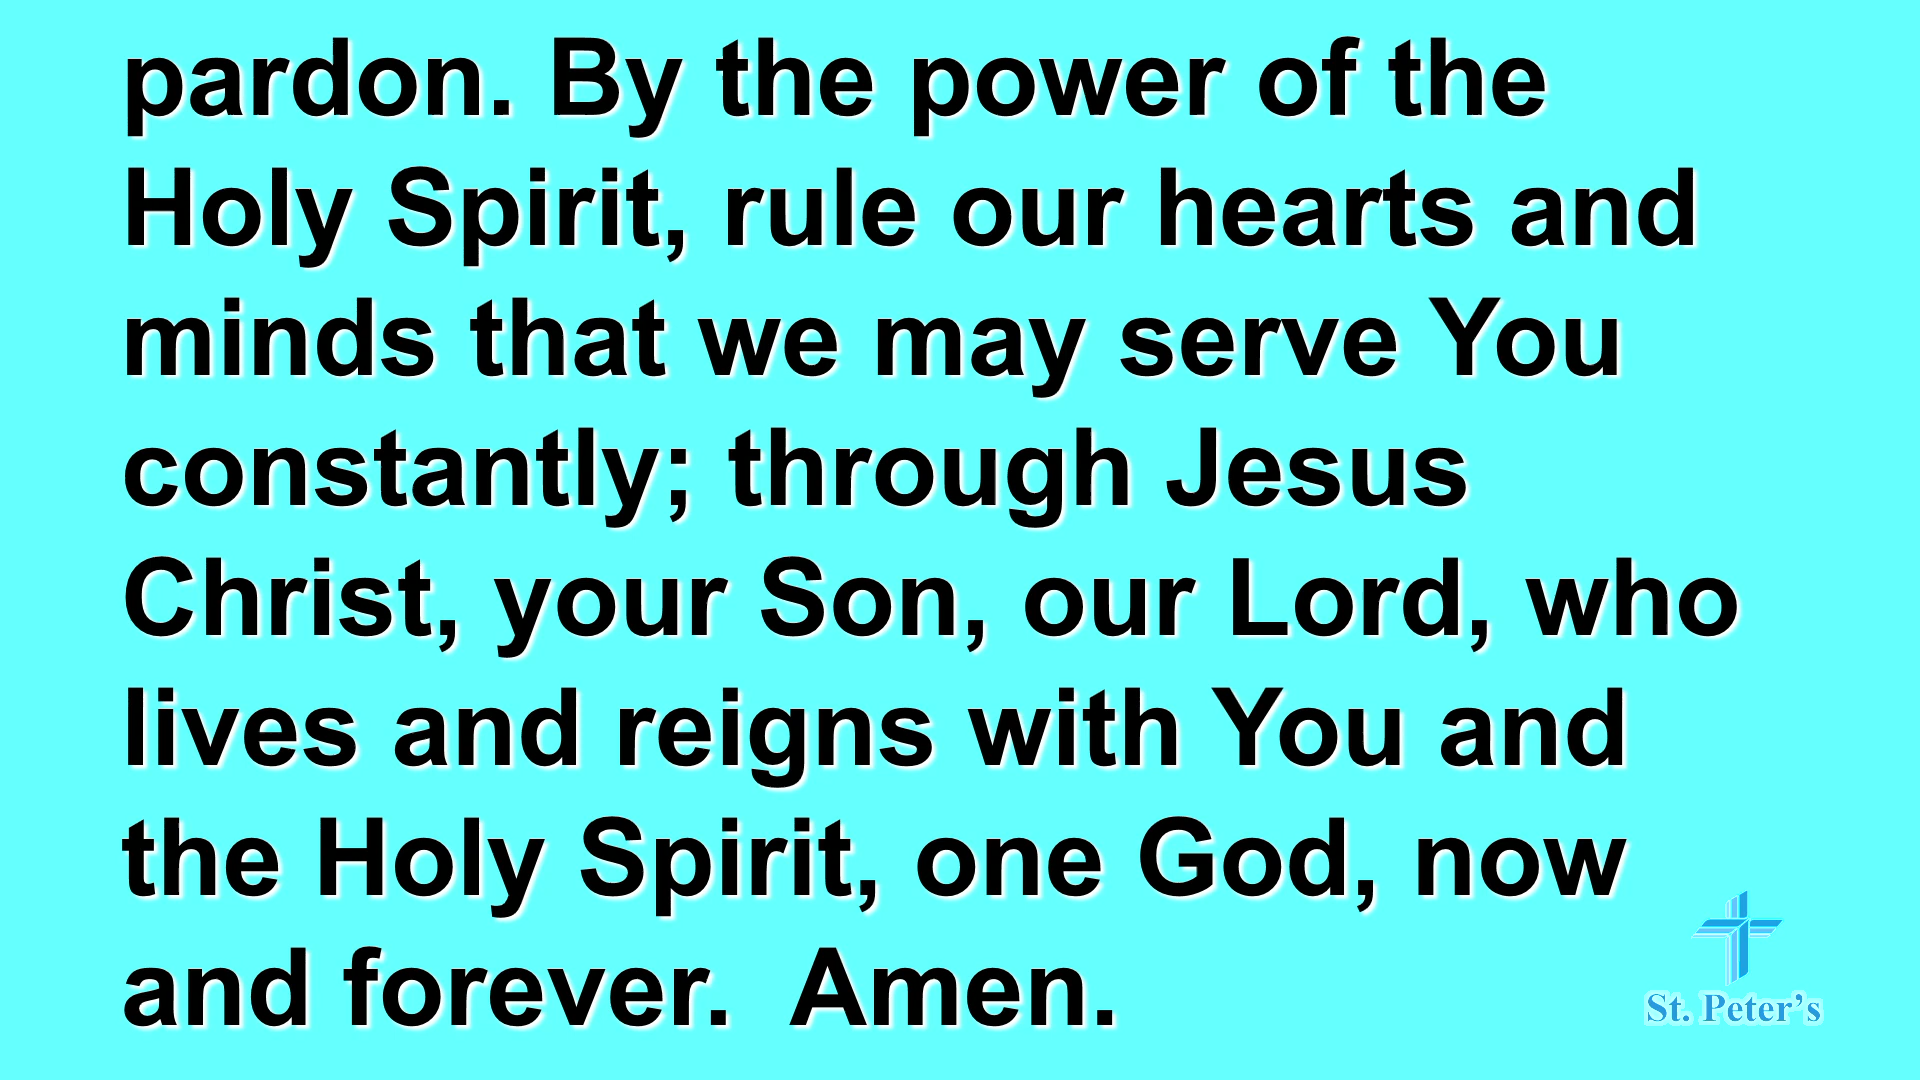 pardon. By the power of the
Holy Spirit, rule our hearts and
minds that we may serve You
constantly; through Jesus
Christ, your Son, our Lord, who
lives and reigns with You and
the Holy Spirit, one God, now
and forever.  Amen.
St. Peter’s